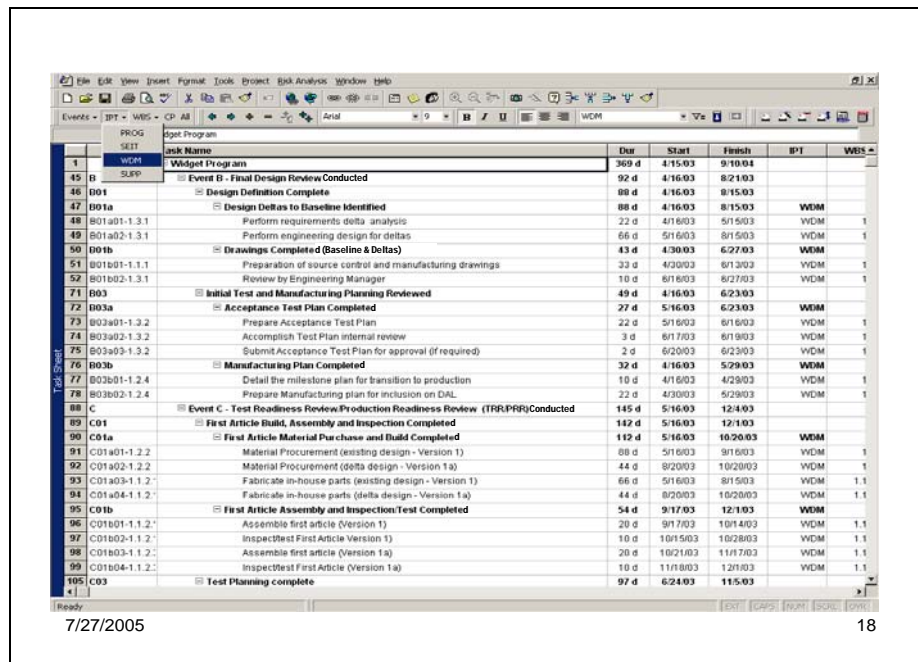 File Edit View Insert Format Tools Project Risk Analysis Window Help
Events IPT WBS CP All Arial 9 B I U WDM
PROG
SEIT
WDM
SUPP
dget Program
ask Name Dur Start Finish IPT WBS
1 Widget Program 369 d 4/15/03 9/10/04
45 B Event B - Final Design Review Conducted 92 d 4/16/03 8/21/03
46 B01 Design Definition Complete 88 d 4/16/03 8/15/03
47 B01a Design Deltas to Baseline Identified 88 d 4/16/03 8/15/03 WDM
48 B01a01-1.3.1 Perform requirements delta analysis 22 d 4/16/03 5/15/03 WDM 1
49 B01a02-1.3.1 Perform engineering design for deltas 66 d 5/16/03 8/15/03 WDM 1
50 B01b Drawings Completed (Baseline & Deltas) 43 d 4/30/03 6/27/03 WDM
51 B01b01-1.1.1 Preparation of source control and manufacturing drawings 33 d 4/30/03 6/13/03 WDM 1
52 B01b02-1.3.1 Review by Engineering Manager 10 d 6/16/03 6/27/03 WDM 1
71 B03 Initial Test and Manufacturing Planning Reviewed 49 d 4/16/03 6/23/03
72 B03a Acceptance Test Plan Completed 27 d 5/16/03 6/23/03 WDM
73 B03a01-1.3.2 Prepare Acceptance Test Plan 22 d 5/16/03 6/16/03 WDM 1
74 B03a02-1.3.2 Accomplish Test Plan internal review 3 d 6/17/03 6/19/03 WDM 1
75 B03a03-1.3.2 Submit Acceptance Test Plan for approval (if required) 2 d 6/20/03 6/23/03 WDM 1
76 B03b Manufacturing Plan Completed 32 d 4/16/03 5/29/03 WDM
77 B03b01-1.2.4 Detail the milestone plan for transition to production 10 d 4/16/03 4/29/03 WDM 1
78 B03b02-1.2.4 Prepare Manufacturing plan for inclusion on DAL 22 d 4/30/03 5/29/03 WDM 1
88 C Event C - Test Readiness Review/Production Readiness Review (TRR/PRR) Conducted 145 d 5/16/03 12/4/03
89 C01 First Article Build, Assembly and Inspection Completed 142 d 5/16/03 12/1/03
90 C01a First Article Material Purchase and Build Completed 112 d 5/16/03 10/20/03 WDM
91 C01a01-1.2.2 Material Procurement (existing design - Version 1) 88 d 5/16/03 9/16/03 WDM 1
92 C01a02-1.2.2 Material Procurement (delta design - Version 1a) 44 d 8/20/03 10/20/03 WDM 1
93 C01a03-1.1.2. Fabricate in-house parts (existing design - Version 1) 66 d 5/16/03 8/15/03 WDM 1.1
94 C01a04-1.1.2. Fabricate in-house parts (delta design - Version 1a) 44 d 8/20/03 10/20/03 WDM 1.1
95 C01b First Article Assembly and Inspection/Test Completed 54 d 9/17/03 12/1/03 WDM
96 C01b01-1.1.2. Assemble first article (Version 1) 20 d 9/17/03 10/14/03 WDM 1.1
97 C01b02-1.1.2. Inspect/test First Article Version 1) 10 d 10/15/03 10/28/03 WDM 1.1
98 C01b03-1.1.2. Assemble first article (Version 1a) 20 d 10/21/03 11/17/03 WDM 1.1
99 C01b04-1.1.2. Inspect/test First Article (Version 1a) 10 d 11/18/03 12/1/03 WDM 1.1
105 C03 Test Planning complete 97 d 6/24/03 11/5/03
Task Sheet
Ready EXT CAPS NUM SCRL OVR
7/27/2005 18